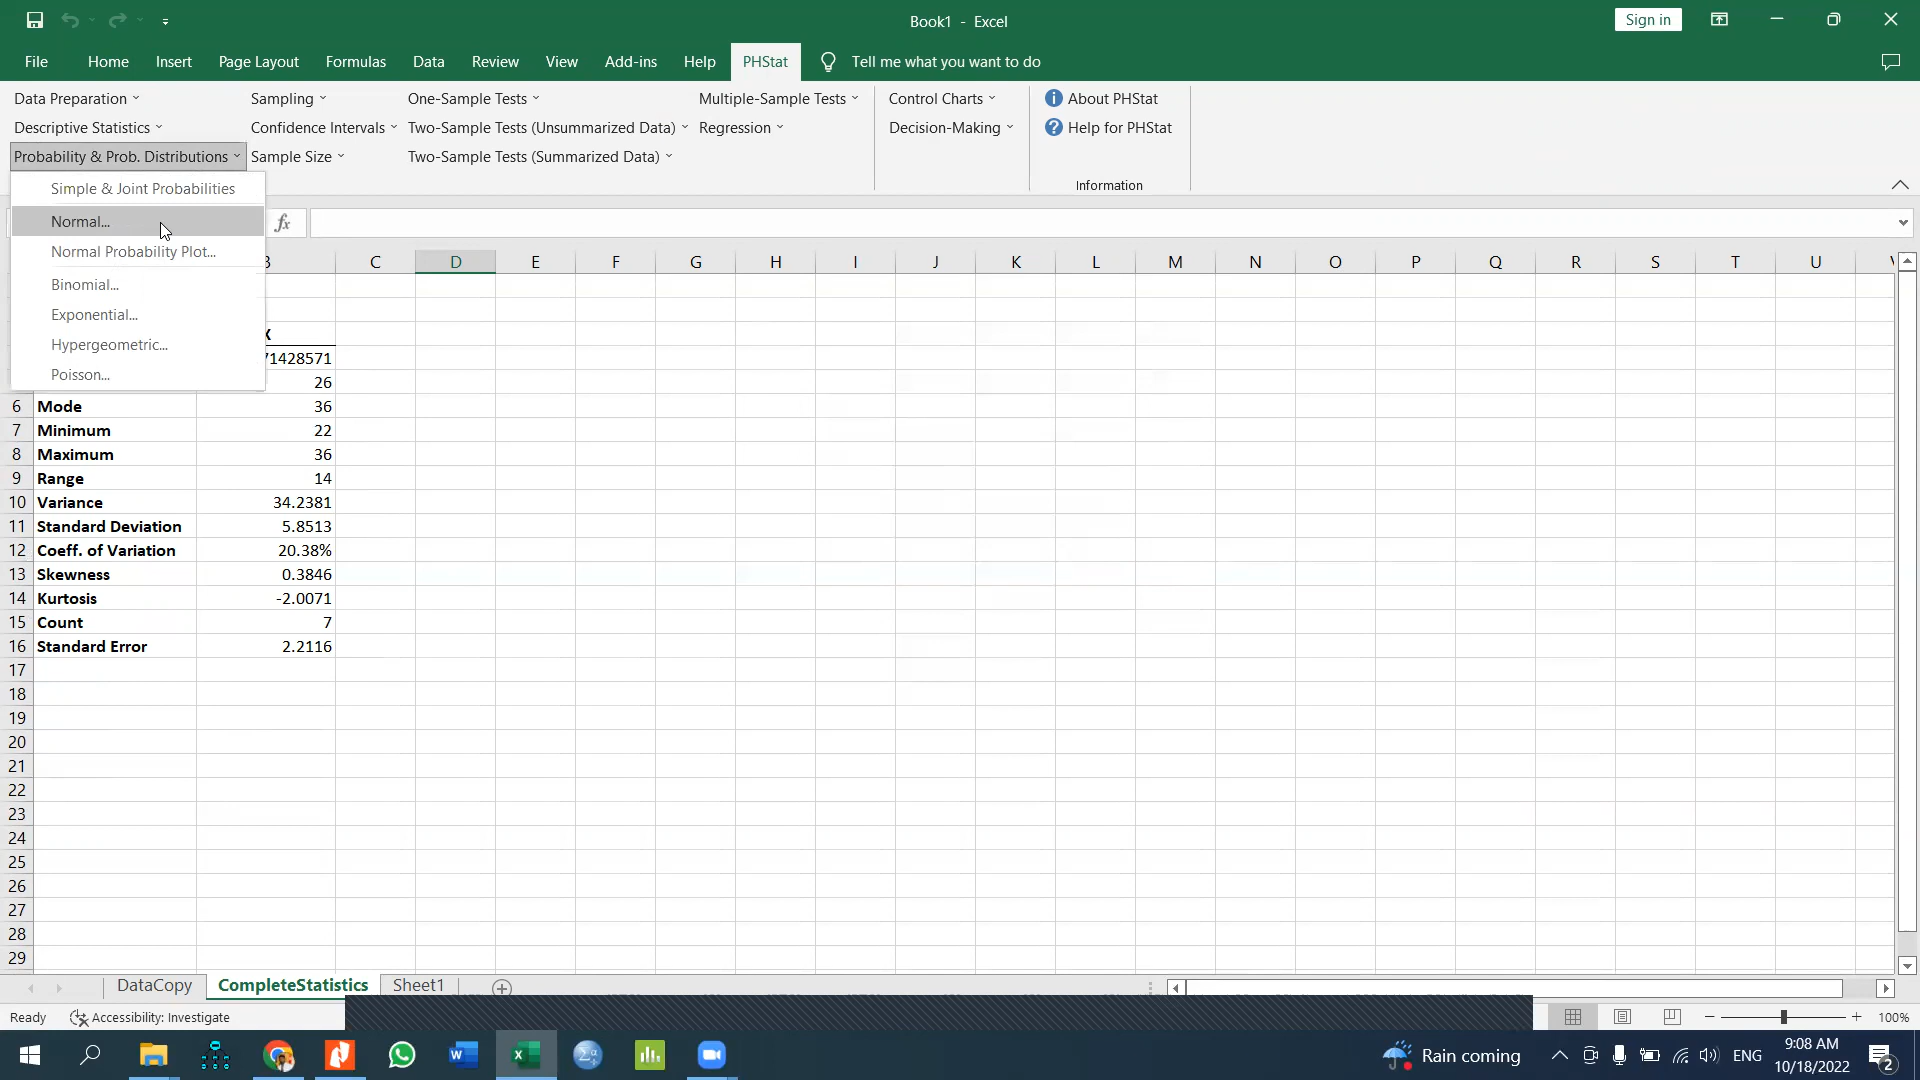 Book1 - Excel
Sign in
File Home Insert Page Layout Formulas Data Review View Add-ins Help PHStat Tell me what you want to do
Data Preparation Sampling One-Sample Tests Multiple-Sample Tests Control Charts About PHStat
Descriptive Statistics Confidence Intervals Two-Sample Tests (Unsummarized Data) Regression Decision-Making Help for PHStat
Probability & Prob. Distributions Sample Size Two-Sample Tests (Summarized Data)
Information
Simple & Joint Probabilities
Normal...
Normal Probability Plot...
Binomial...
Exponential...
Hypergeometric...
Poisson...
fx
B C D E F G H I J K L M N O P Q R S T U
X
71428571
26
6 Mode 36
7 Minimum 22
8 Maximum 36
9 Range 14
10 Variance 34.2381
11 Standard Deviation 5.8513
12 Coeff. of Variation 20.38%
13 Skewness 0.3846
14 Kurtosis -2.0071
15 Count 7
16 Standard Error 2.2116
17
18
19
20
21
22
23
24
25
26
27
28
29
DataCopy CompleteStatistics Sheet1
Ready Accessibility: Investigate 100%
Rain coming ENG 9:08 AM
10/18/2022 2